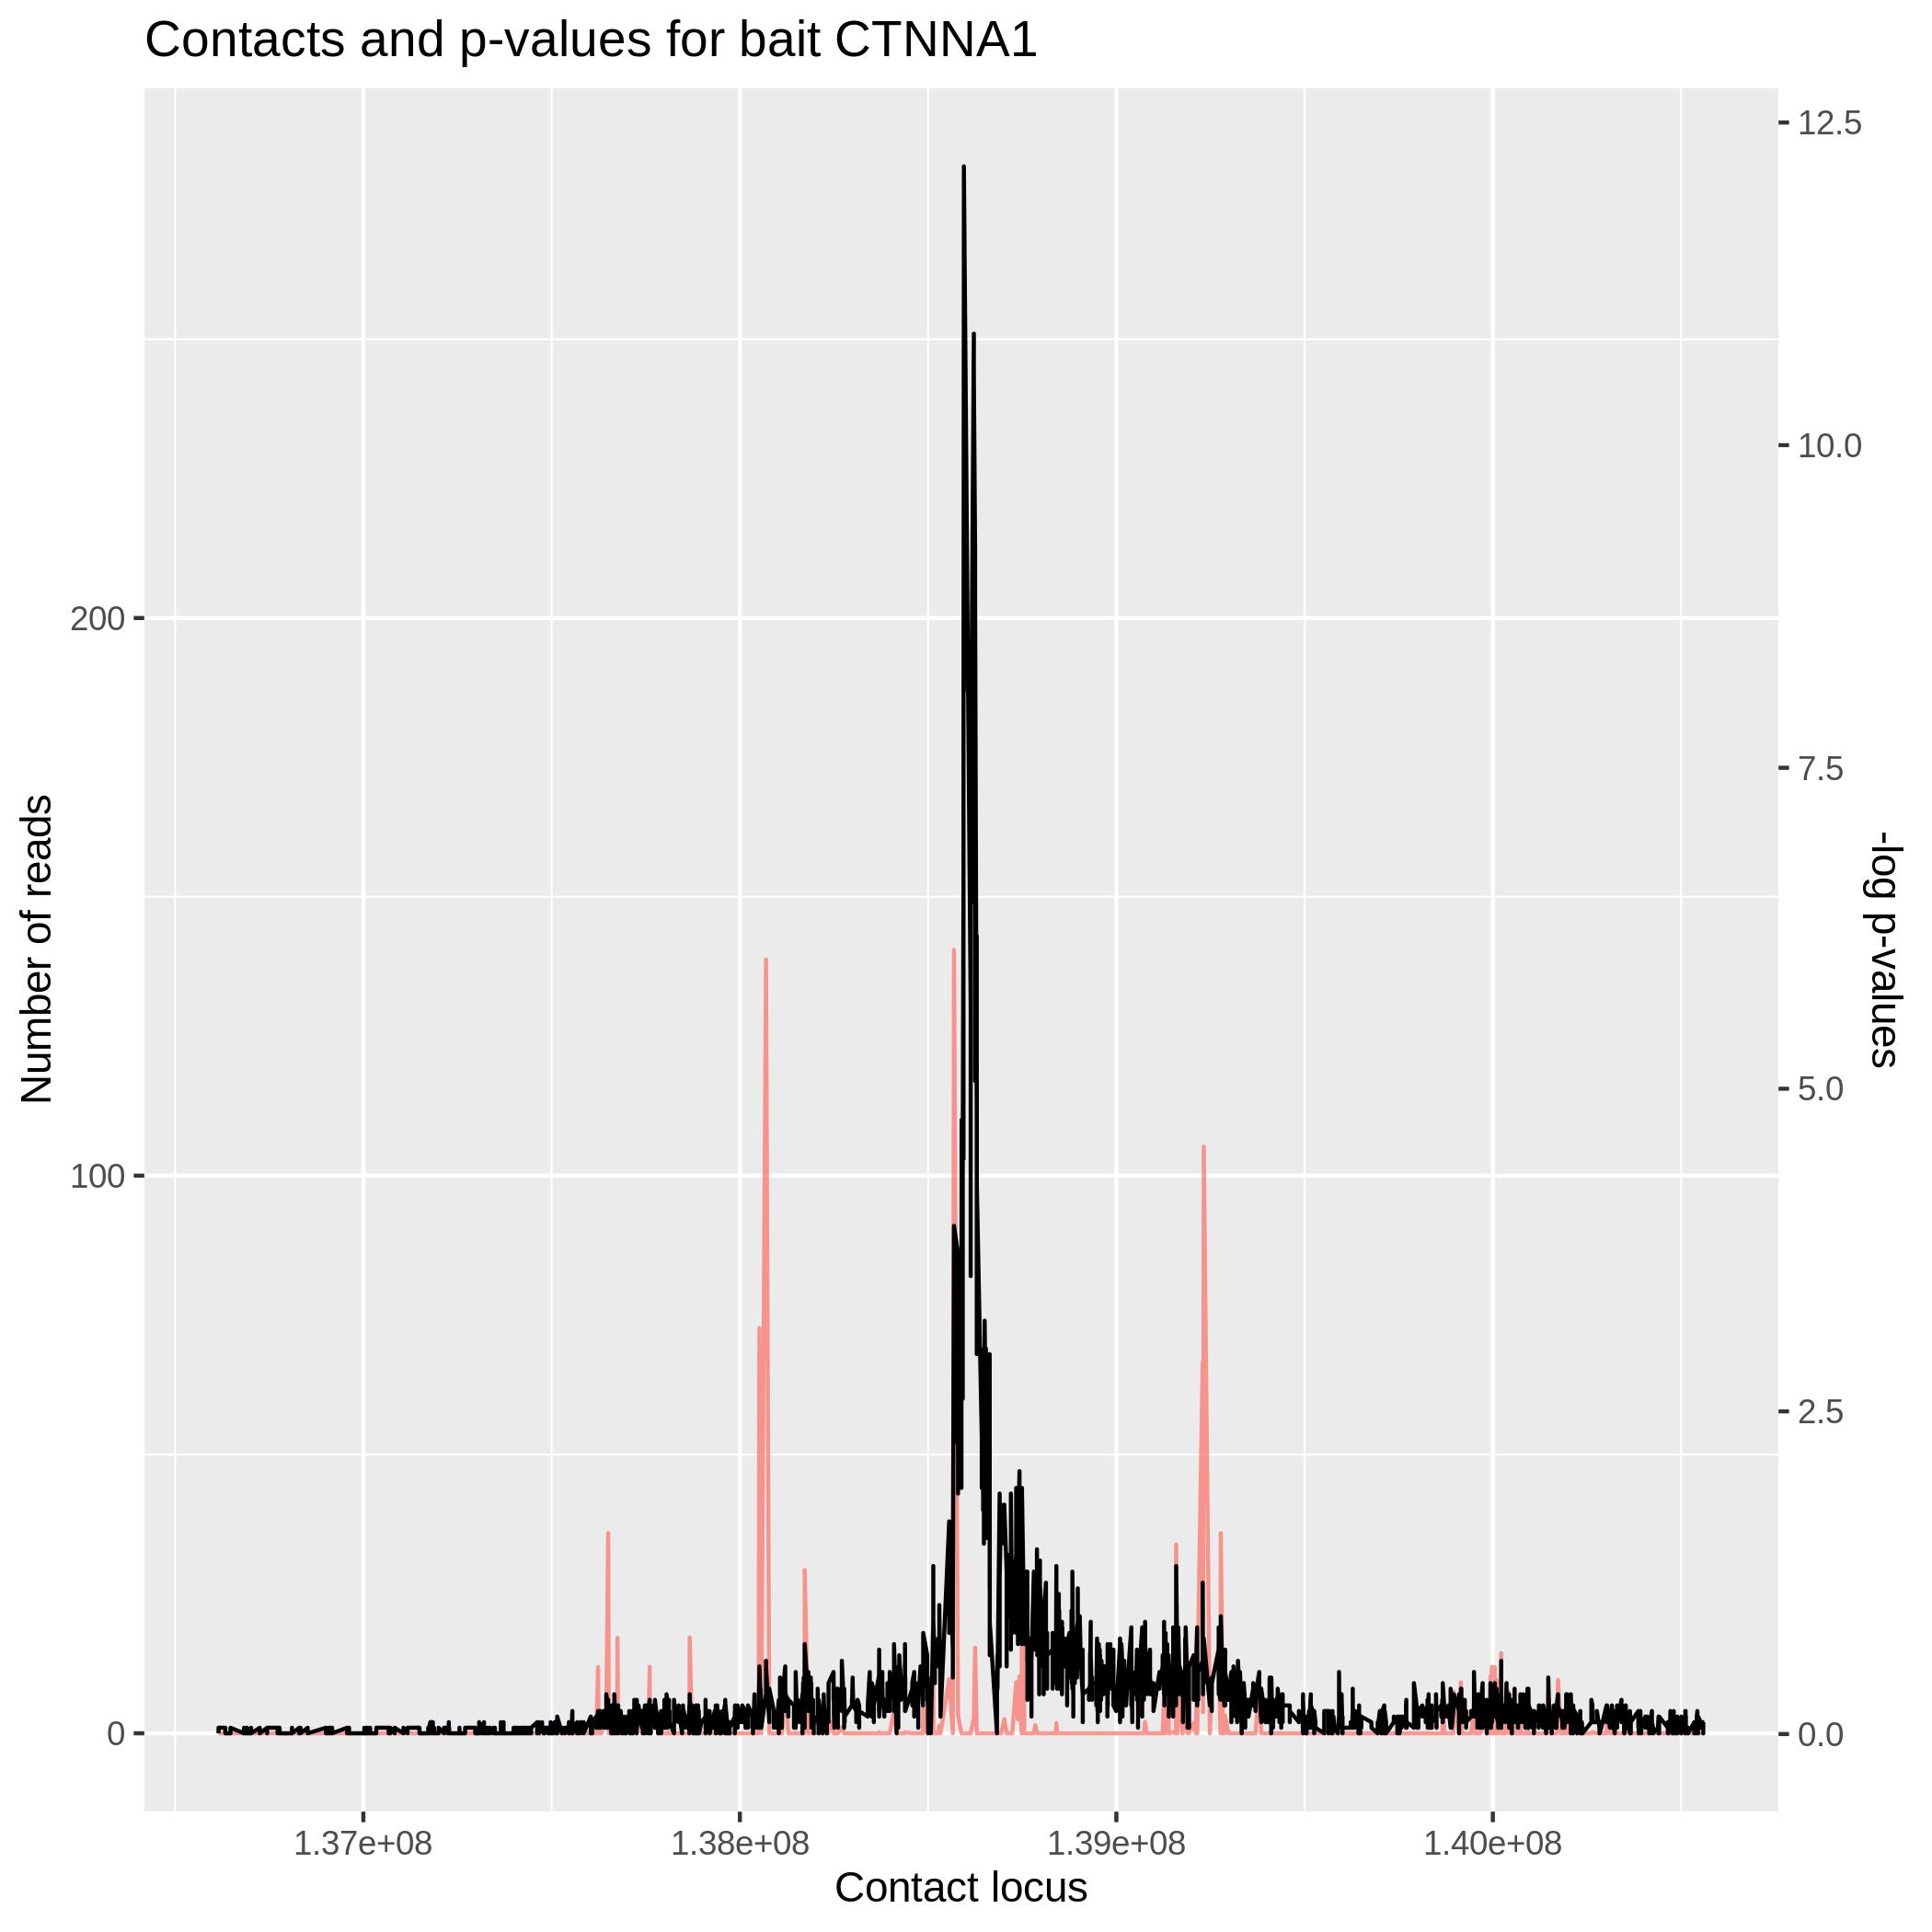 Contacts and p-values for bait CTNNA1
Number of reads
200
100
0
12.5
10.0
7.5
5.0
2.5
0.0
-log p-values
1.37e+08
1.38e+08
1.39e+08
1.40e+08
Contact locus